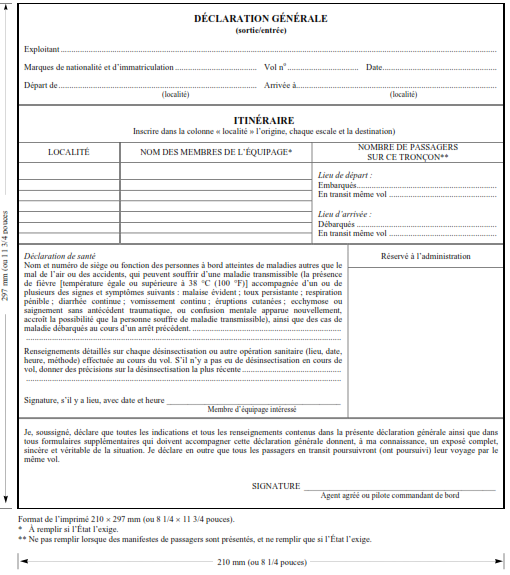 DÉCLARATION GÉNÉRALE
(sortie/entrée)
Exploitant
Marques de nationalité et d'immatriculation Vol n° Date
Départ de Arrivée à
(localité) (localité)
ITINÉRAIRE
Inscrire dans la colonne « localité » l'origine, chaque escale et la destination)
LOCALITÉ NOM DES MEMBRES DE L'ÉQUIPAGE* NOMBRE DE PASSAGERS
SUR CE TRONÇON**
Lieu de départ :
Embarqués
En transit même vol
Lieu d'arrivée :
Débarqués
En transit même vol
Déclaration de santé
Nom et numéro de siège ou fonction des personnes à bord atteintes de maladies autres que le
mal de l'air ou des accidents, qui peuvent souffrir d'une maladie transmissible (la présence
de fièvre [température égale ou supérieure à 38 °C (100 °F)] accompagnée d'un ou de
plusieurs des signes et symptômes suivants : malaise évident ; toux persistante ; respiration
pénible ; diarrhée continue ; vomissement continu ; éruptions cutanées ; ecchymose ou
saignement sans antécédent traumatique, ou confusion mentale apparue nouvellement,
accroît la possibilité que la personne souffre de maladie transmissible), ainsi que des cas de
maladie débarqués au cours d'un arrêt précédent.
Renseignements détaillés sur chaque désinsectisation ou autre opération sanitaire (lieu, date,
heure, méthode) effectuée au cours du vol. S'il n'y a pas eu de désinsectisation en cours de
vol, donner des précisions sur la désinsectisation la plus récente
Signature, s'il y a lieu, avec date et heure
Membre d'équipage intéressé
Réservé à l'administration
Je, soussigné, déclare que toutes les indications et tous les renseignements contenus dans la présente déclaration générale ainsi que dans
tous formulaires supplémentaires qui doivent accompagner cette déclaration générale donnent, à ma connaissance, un exposé complet,
sincère et véritable de la situation. Je déclare en outre que tous les passagers en transit poursuivront (ont poursuivi) leur voyage par le
même vol.
SIGNATURE
Agent agréé ou pilote commandant de bord
Format de l'imprimé 210 × 297 mm (ou 8 1/4 × 11 3/4 pouces).
* À remplir si l'État l'exige.
** Ne pas remplir lorsque des manifestes de passagers sont présentés, et ne remplir que si l'État l'exige.
210 mm (ou 8 1/4 pouces)
297 mm (ou 11 3/4 pouces